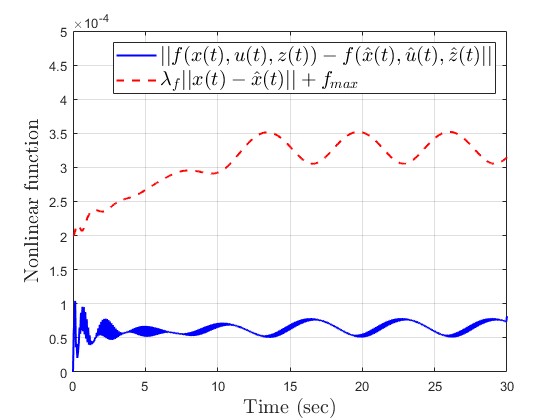 ×10⁻⁴
5
4.5
4
3.5
3
2.5
2
1.5
1
0.5
0
Nonlinear function
||f(x(t), u(t), z(t)) − f(x̂(t), û(t), ẑ(t))||
λ_f||x(t) − x̂(t)|| + f_max
0 5 10 15 20 25 30
Time (sec)